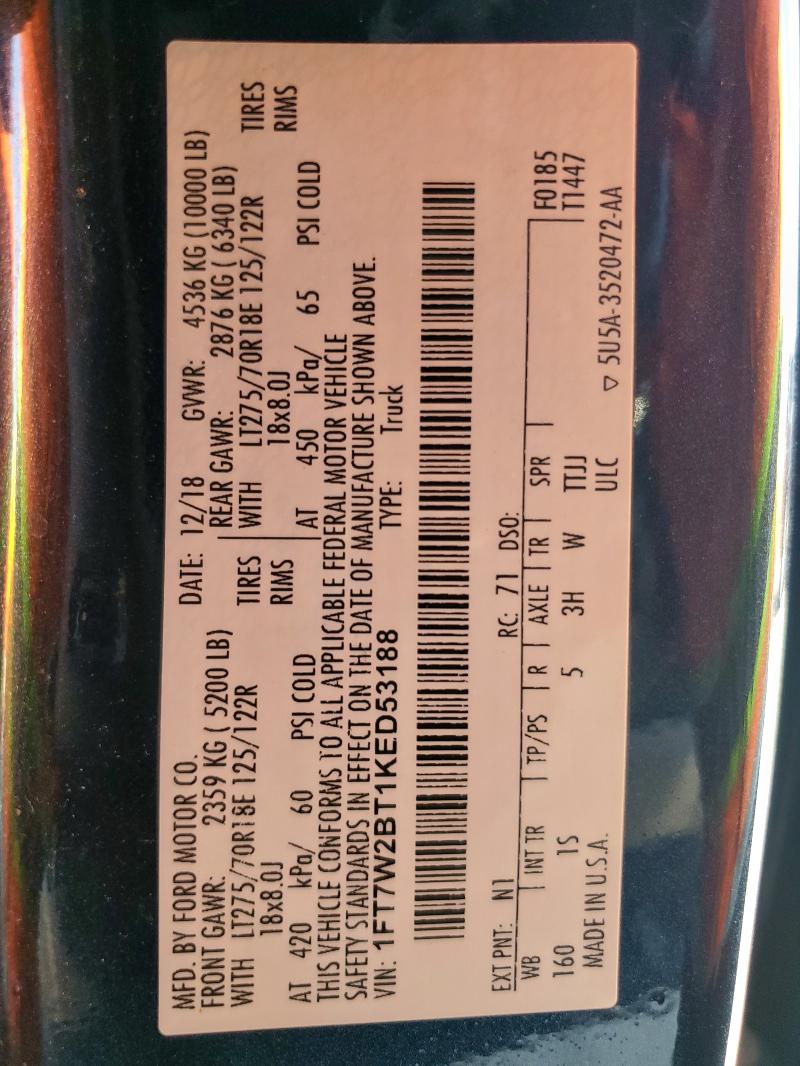 MFD. BY FORD MOTOR CO. DATE: 12/18 GVWR: 4536 KG (10000 LB)
FRONT GAWR: 2359 KG ( 5200 LB) REAR GAWR: 2876 KG ( 6340 LB)
WITH LT275/70R18E 125/122R TIRES WITH LT275/70R18E 125/122R TIRES
18x8.0J RIMS 18x8.0J RIMS
AT 420 kPa/ 60 PSI COLD AT 450 kPa/ 65 PSI COLD
THIS VEHICLE CONFORMS TO ALL APPLICABLE FEDERAL MOTOR VEHICLE
SAFETY STANDARDS IN EFFECT ON THE DATE OF MANUFACTURE SHOWN ABOVE.
VIN: 1FT7W2BT1KED53188 TYPE: Truck
EXT PNT: N1 RC: 71 DSO:
WB INT TR TP/PS R AXLE TR SPR F0185
160 1S 5 3H W TTJJ T1447
MADE IN U.S.A. ULC
▽ 5U5A-3520472-AA